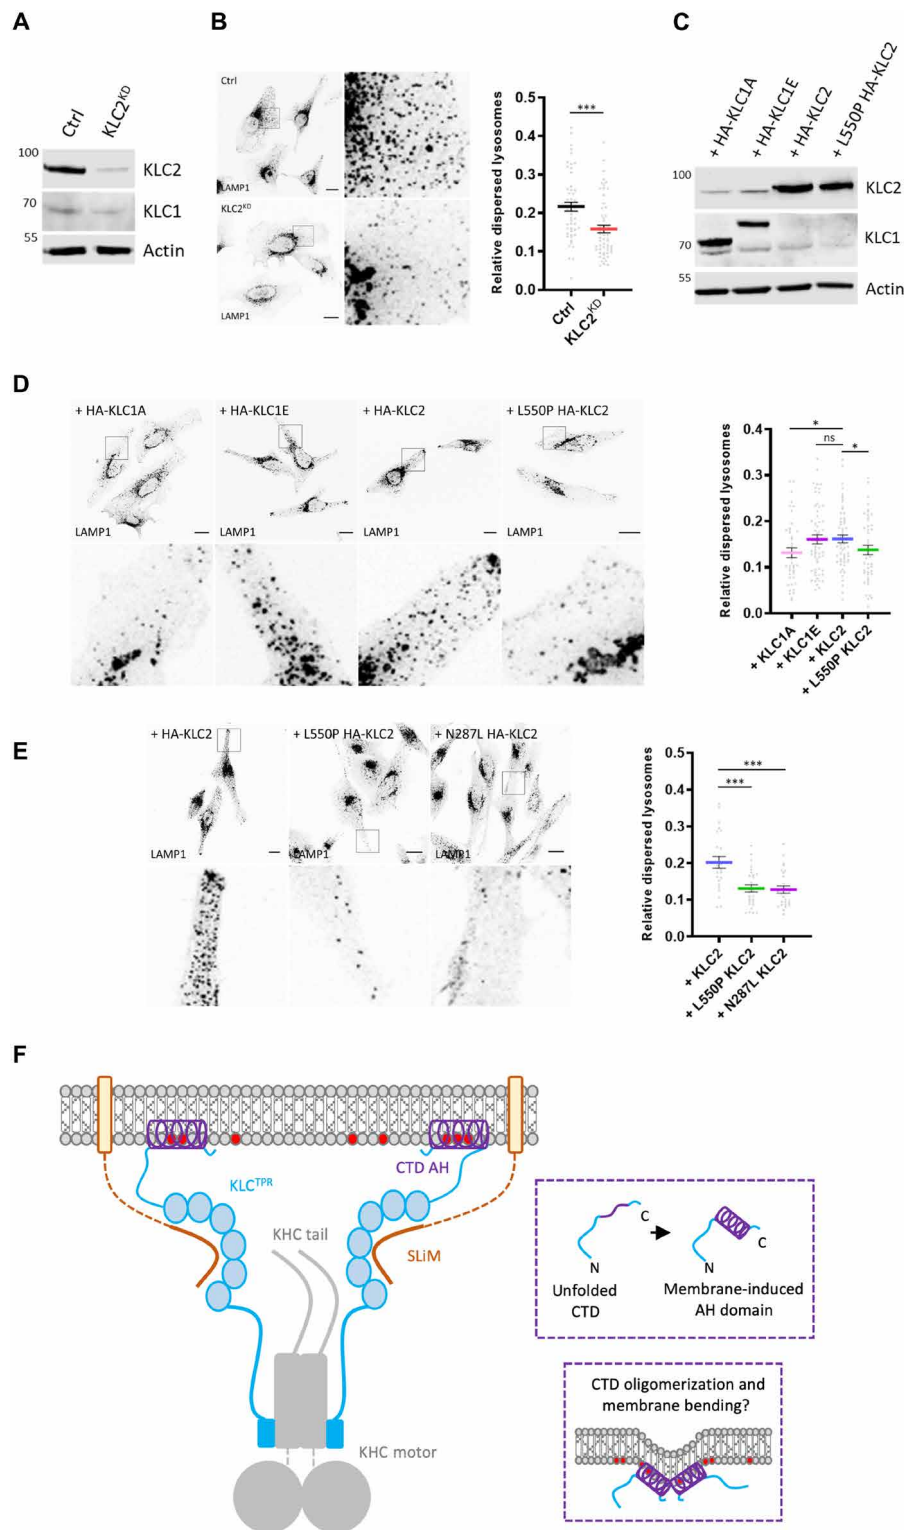 A
Ctrl
KLC2KD
100
KLC2
70
KLC1
55
Actin
B
Ctrl
LAMP1
KLC2KD
LAMP1
Relative dispersed lysosomes
0.5
0.4
0.3
0.2
0.1
0.0
***
Ctrl
KLC2KD
C
+ HA-KLC1A
+ HA-KLC1E
+ HA-KLC2
+ L550P HA-KLC2
100
KLC2
70
KLC1
55
Actin
D
+ HA-KLC1A
+ HA-KLC1E
+ HA-KLC2
+ L550P HA-KLC2
LAMP1
LAMP1
LAMP1
LAMP1
Relative dispersed lysosomes
0.4
0.3
0.2
0.1
0.0
*
ns
*
+ KLC1A
+ KLC1E
+ KLC2
+ L550P KLC2
E
+ HA-KLC2
+ L550P HA-KLC2
+ N287L HA-KLC2
LAMP1
LAMP1
LAMP1
Relative dispersed lysosomes
0.5
0.4
0.3
0.2
0.1
0.0
***
***
+ KLC2
+ L550P KLC2
+ N287L KLC2
F
CTD AH
KLCTPR
KHC tail
SLiM
KHC motor
C
N
Unfolded
CTD
C
N
Membrane-induced
AH domain
CTD oligomerization and
membrane bending?